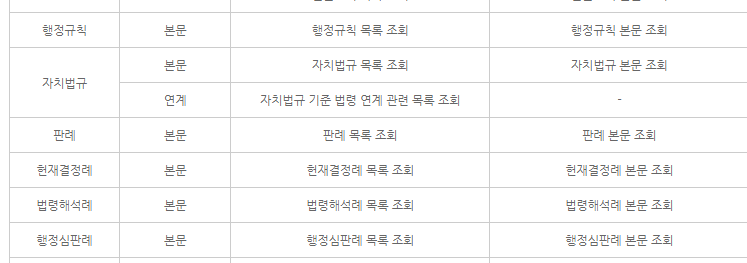 행정규칙 본문 행정규칙 목록 조회 행정규칙 본문 조회
자치법규 본문 자치법규 목록 조회 자치법규 본문 조회
연계 자치법규 기준 법령 연계 관련 목록 조회 -
판례 본문 판례 목록 조회 판례 본문 조회
헌재결정례 본문 헌재결정례 목록 조회 헌재결정례 본문 조회
법령해석례 본문 법령해석례 목록 조회 법령해석례 본문 조회
행정심판례 본문 행정심판례 목록 조회 행정심판례 본문 조회